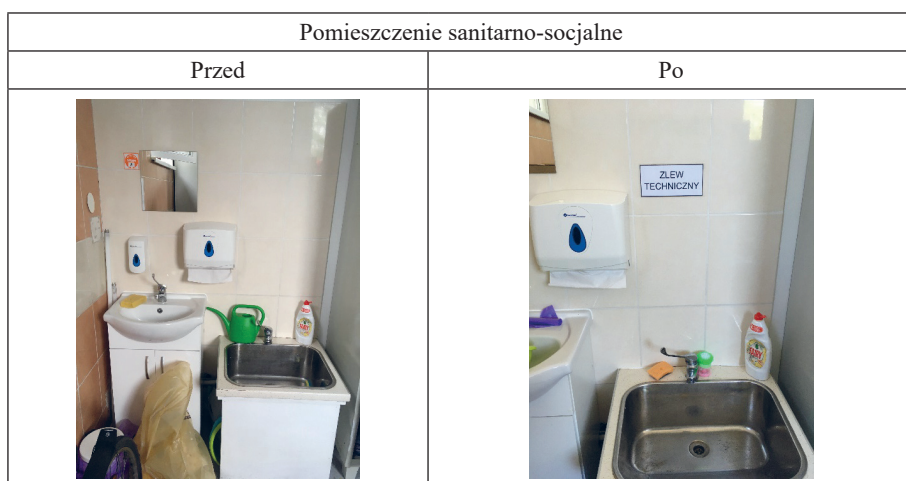 Pomieszczenie sanitarno-socjalne
Przed
Po
ZLEW
TECHNICZNY